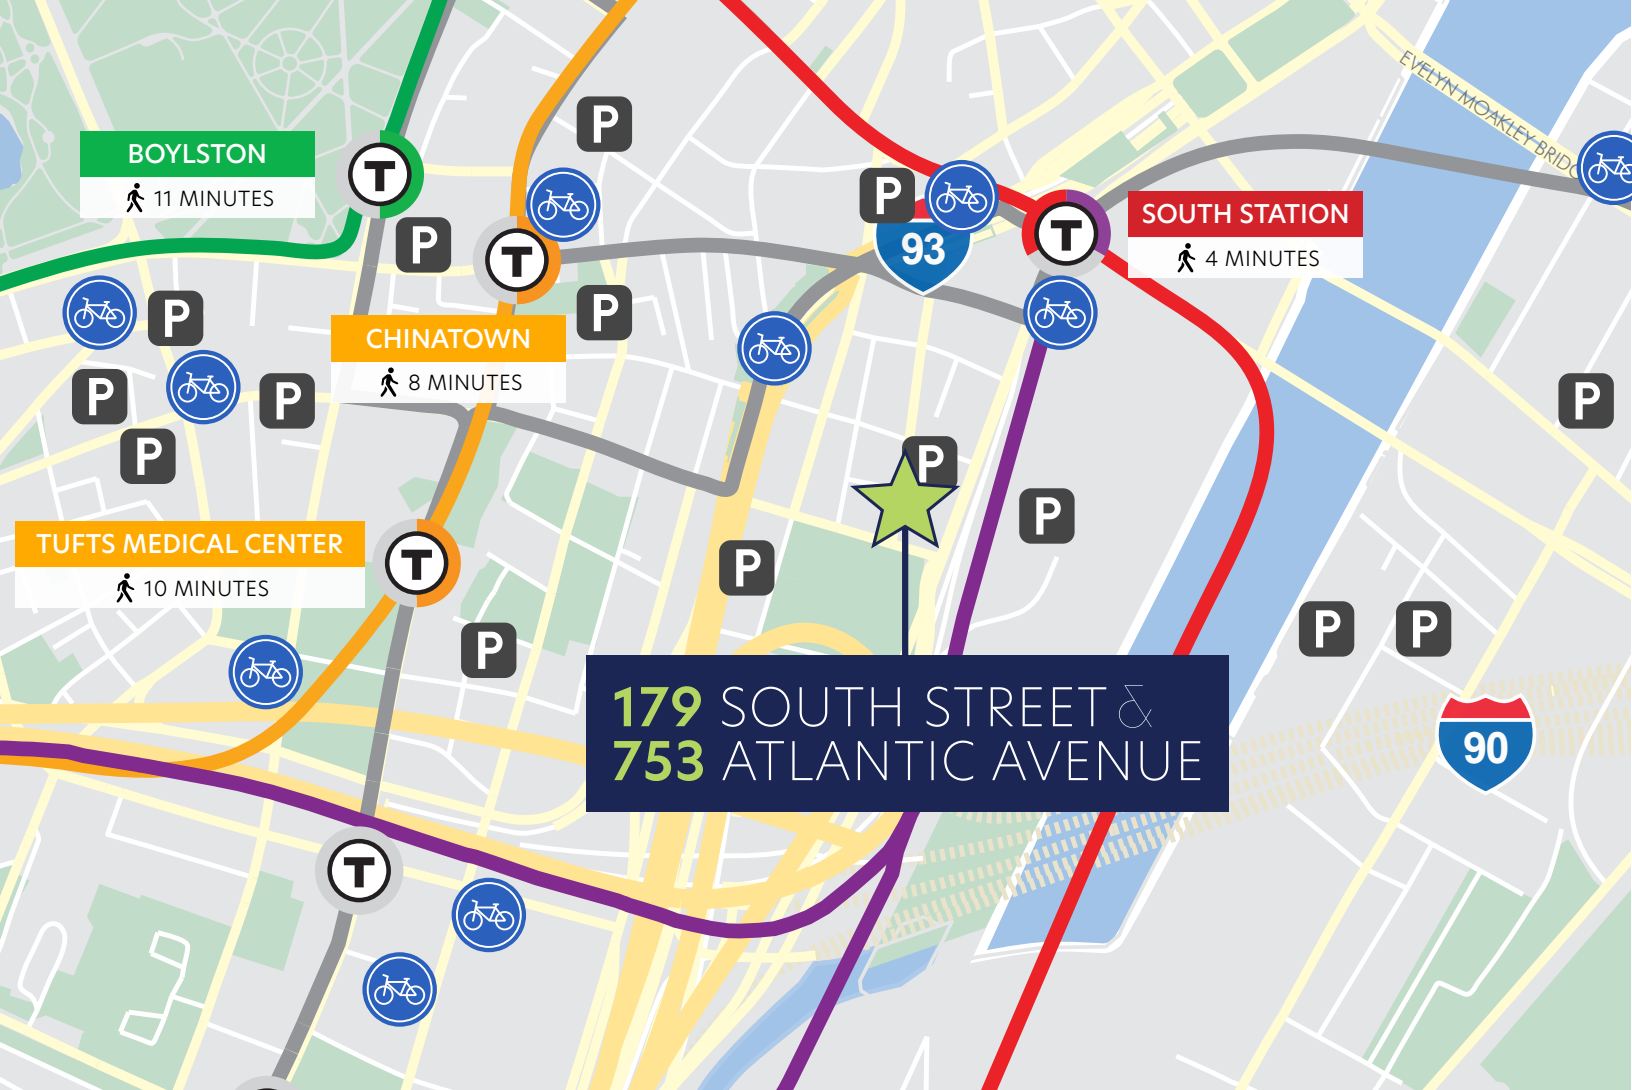 EVELYN MOAKLEY BRIDG
P
BOYLSTON
T
11 MINUTES
P
P
93
T
SOUTH STATION
4 MINUTES
P
T
P
P
CHINATOWN
8 MINUTES
P
P
P
P
P
P
P
TUFTS MEDICAL CENTER
10 MINUTES
T
P
P
P
P
179 SOUTH STREET &
753 ATLANTIC AVENUE
90
T